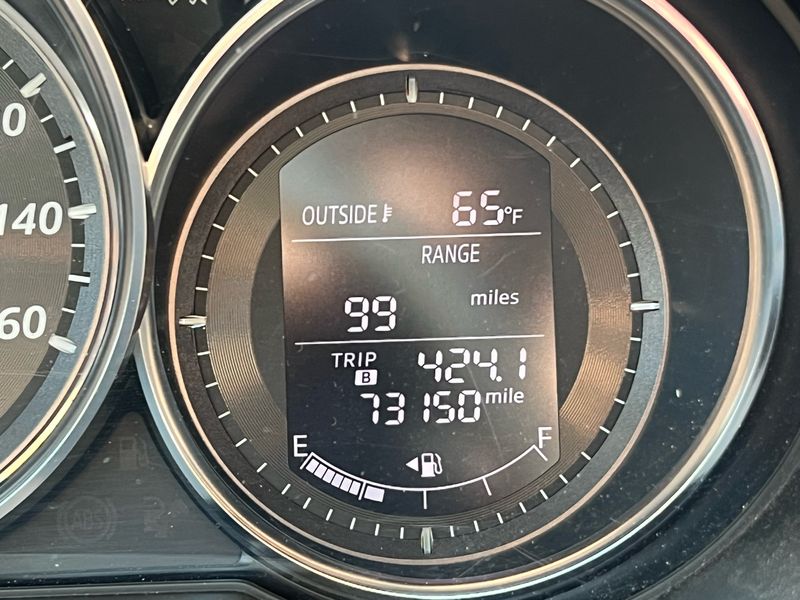 0
140
60
OUTSIDE 65°F
RANGE
99 miles
TRIP B 424.1
73150 mile
E F